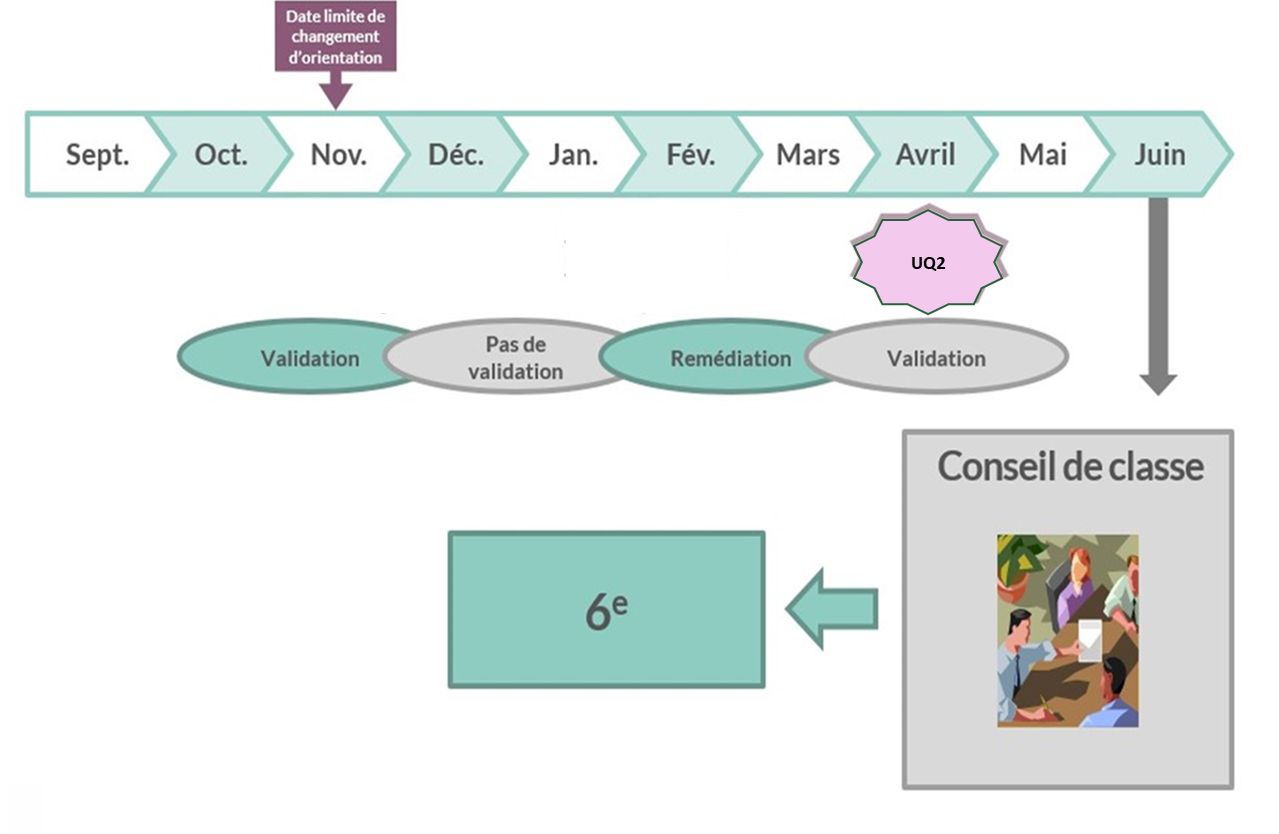 Date limite de
changement
d'orientation
Sept.
Oct.
Nov.
Déc.
Jan.
Fév.
Mars
Avril
Mai
Juin
UQ2
Validation
Pas de
validation
Remédiation
Validation
Conseil de classe
6e